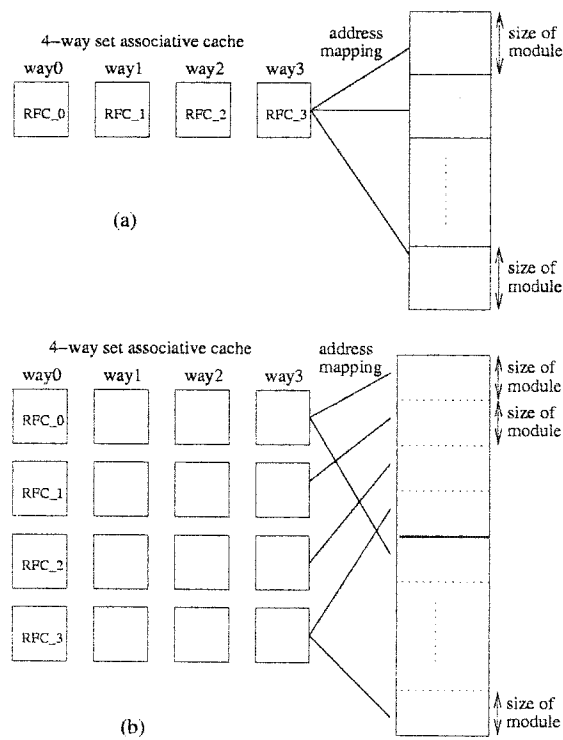 4-way set associative cache
address mapping
size of module
way0 way1 way2 way3
RFC_0 RFC_1 RFC_2 RFC_3
(a)
size of module
4-way set associative cache
address mapping
way0 way1 way2 way3
size of module
RFC_0
size of module
RFC_1
RFC_2
RFC_3
size of module
(b)